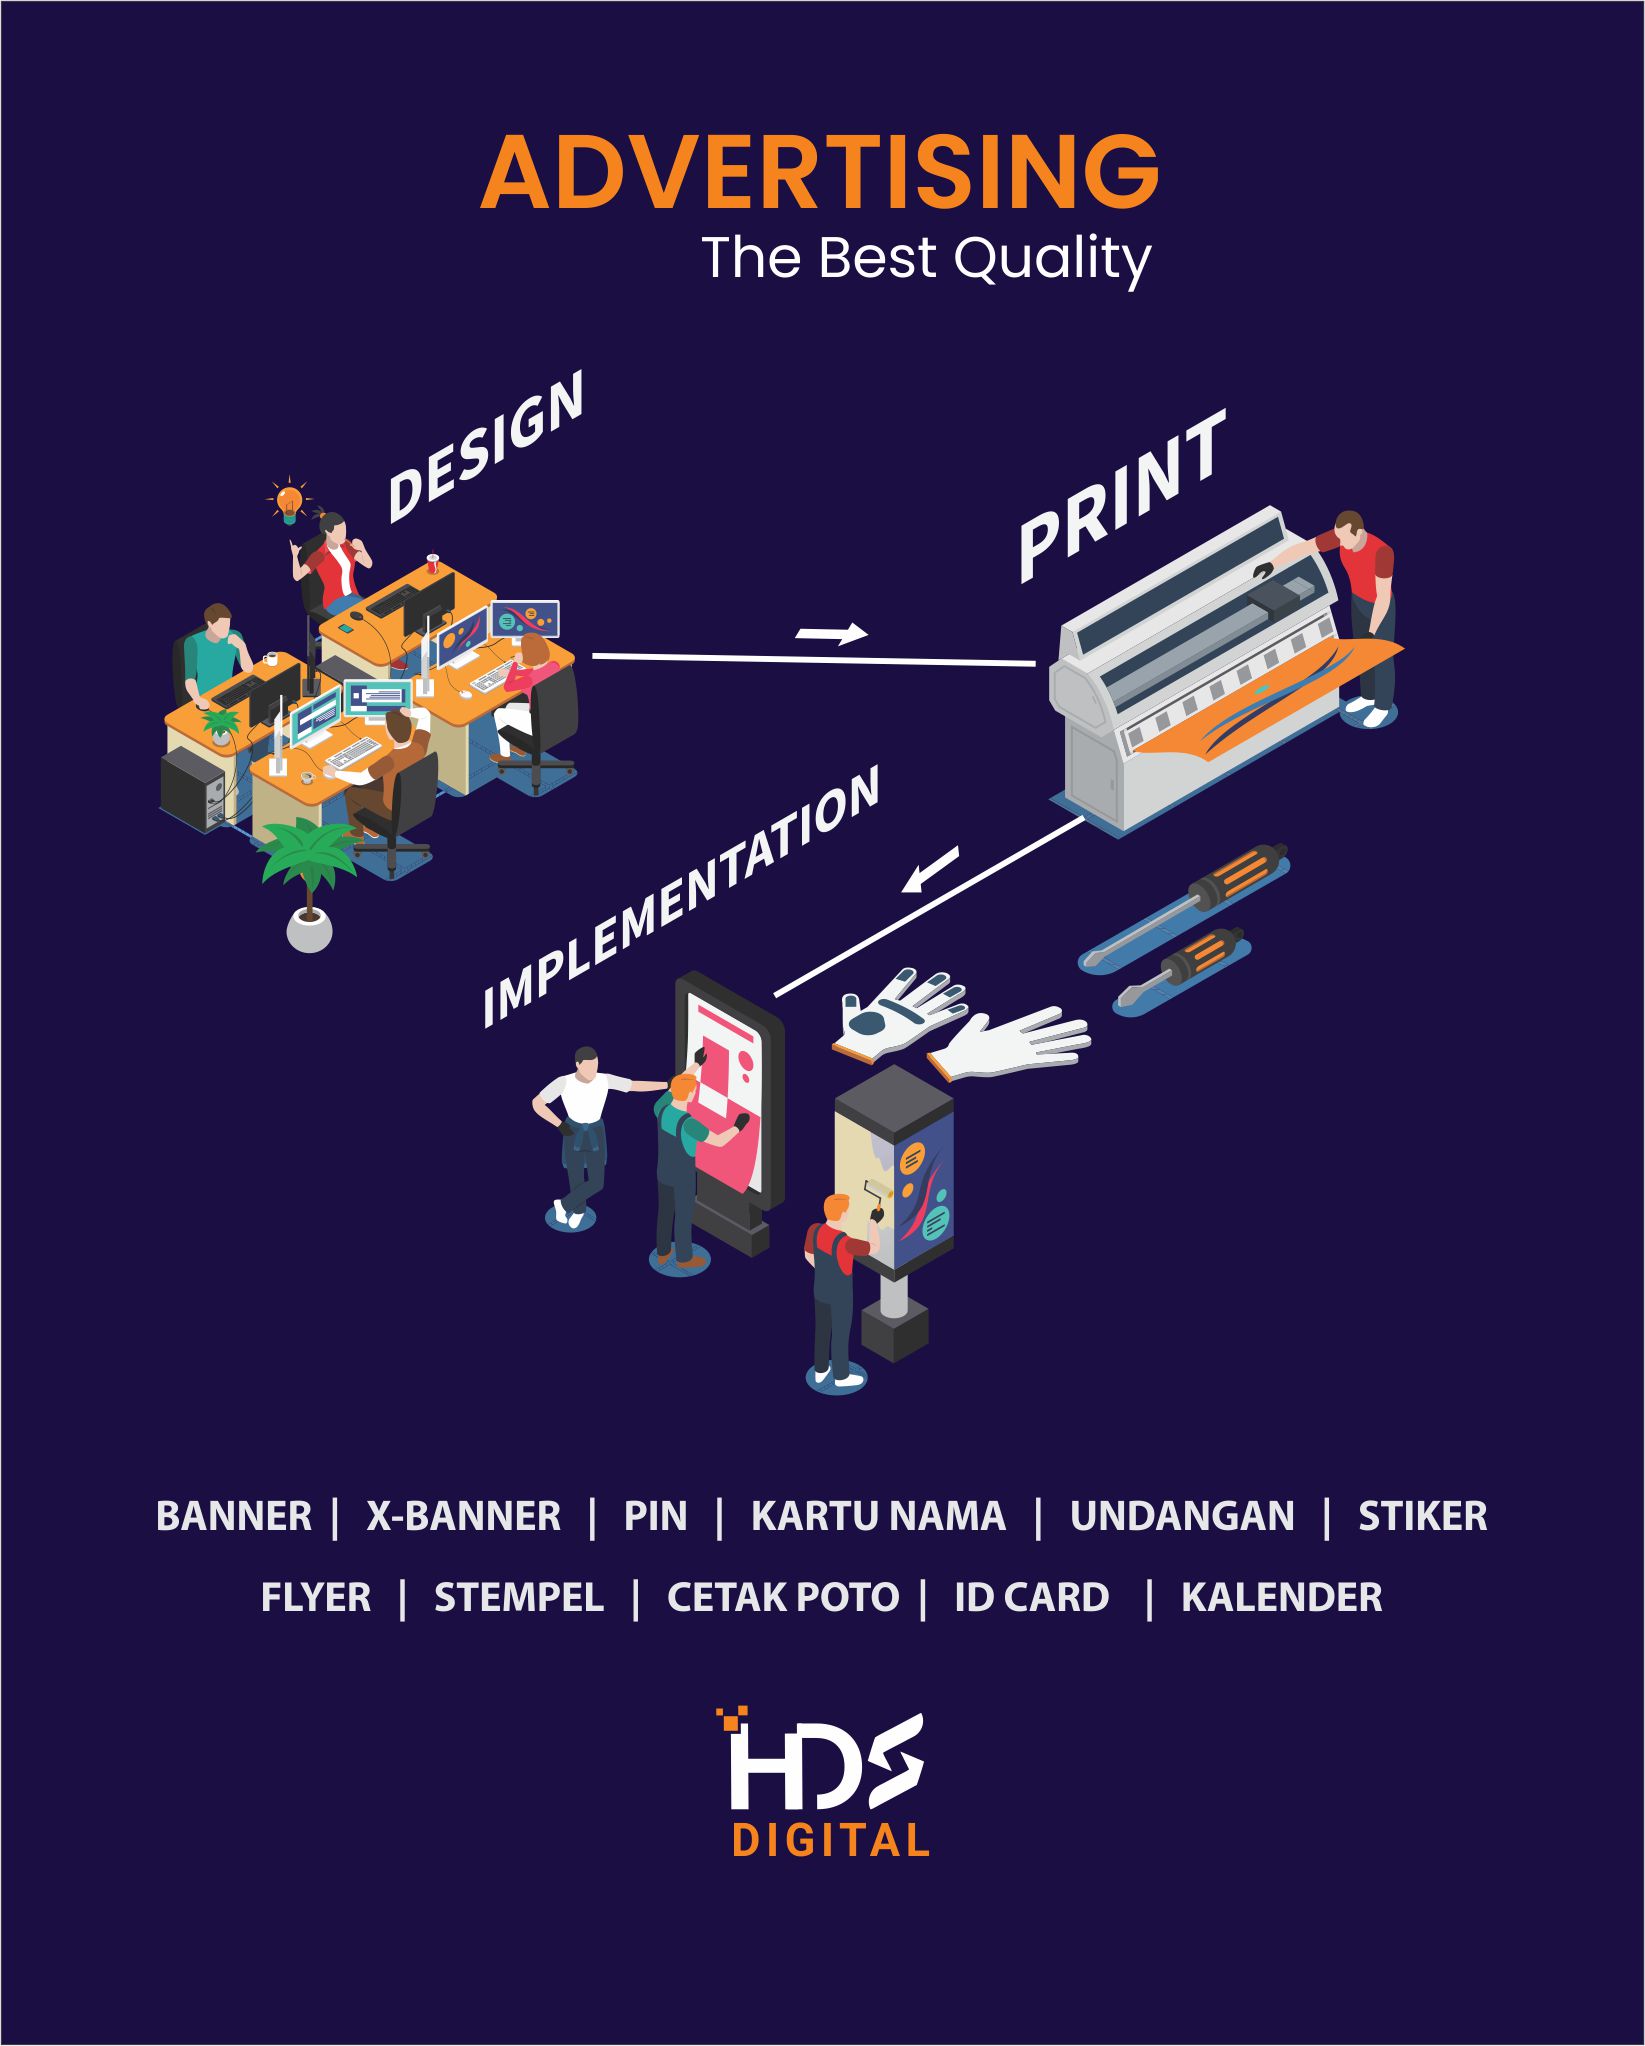 ADVERTISING
The Best Quality
DESIGN
PRINT
IMPLEMENTATION
BANNER | X-BANNER | PIN | KARTU NAMA | UNDANGAN | STIKER
FLYER | STEMPEL | CETAK POTO | ID CARD | KALENDER
HDS
DIGITAL